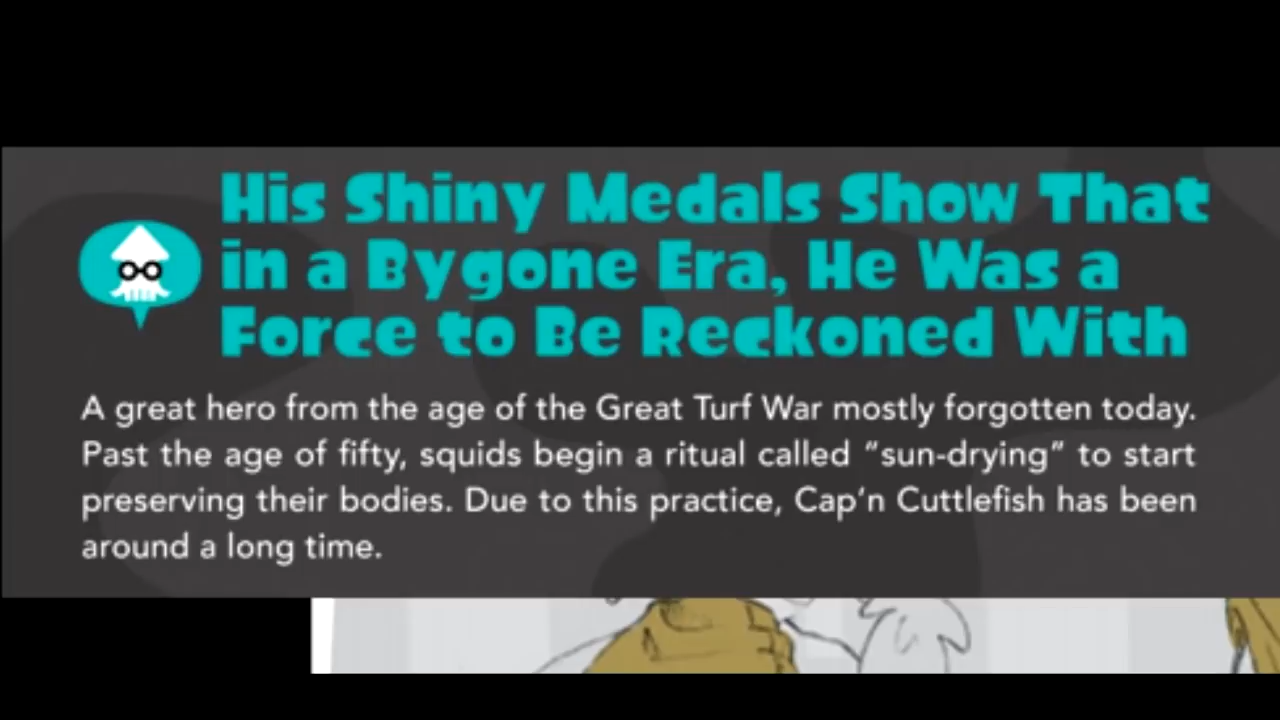 His Shiny Medals Show That
in a Bygone Era, He Was a
Force to Be Reckoned With
A great hero from the age of the Great Turf War mostly forgotten today.
Past the age of fifty, squids begin a ritual called “sun-drying” to start
preserving their bodies. Due to this practice, Cap’n Cuttlefish has been
around a long time.